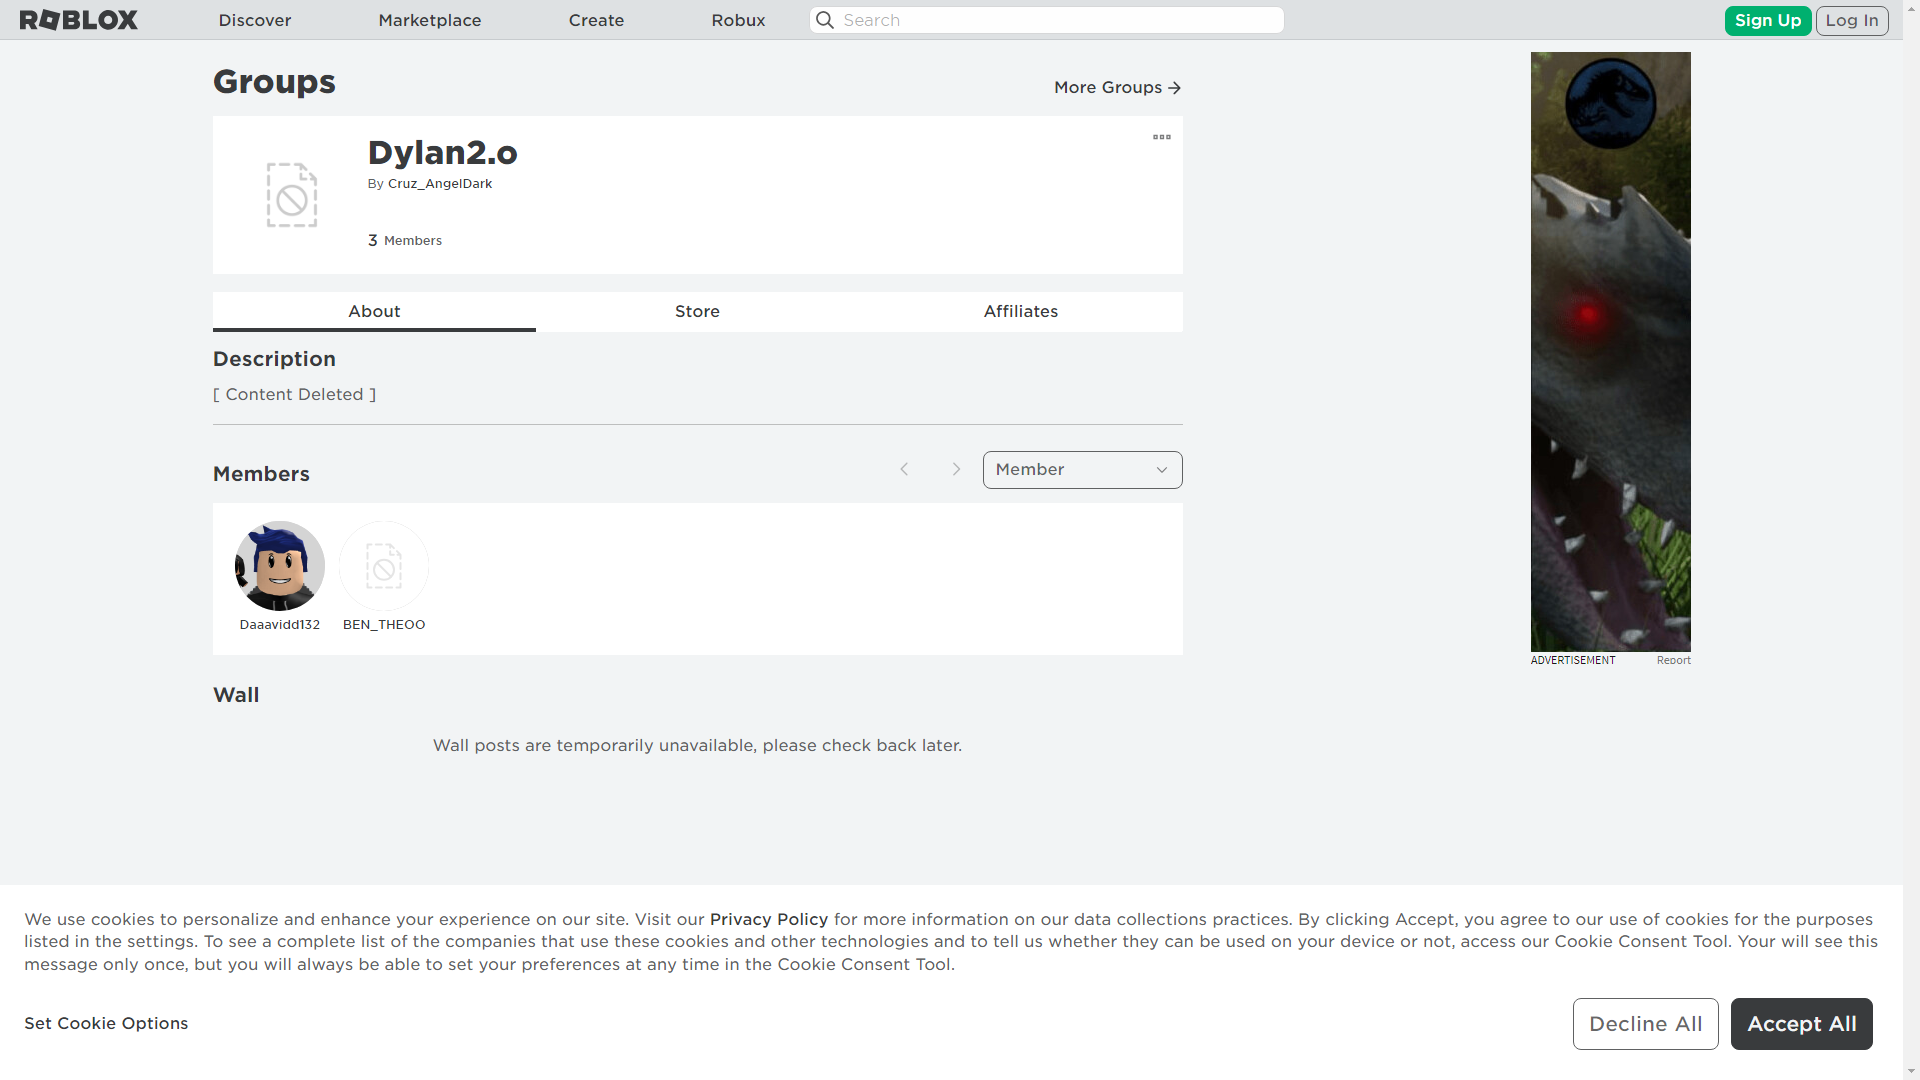 ROBLOX
Discover
Marketplace
Create
Robux
Search
Sign Up
Log In
Groups
More Groups
Dylan2.o
By Cruz_AngelDark
3 Members
About
Store
Affiliates
Description
[ Content Deleted ]
Members
Member
Daaavidd132
BEN_THEOO
Wall
Wall posts are temporarily unavailable, please check back later.
ADVERTISEMENT
Report
We use cookies to personalize and enhance your experience on our site. Visit our Privacy Policy for more information on our data collections practices. By clicking Accept, you agree to our use of cookies for the purposes
listed in the settings. To see a complete list of the companies that use these cookies and other technologies and to tell us whether they can be used on your device or not, access our Cookie Consent Tool. Your will see this
message only once, but you will always be able to set your preferences at any time in the Cookie Consent Tool.
Set Cookie Options
Decline All
Accept All